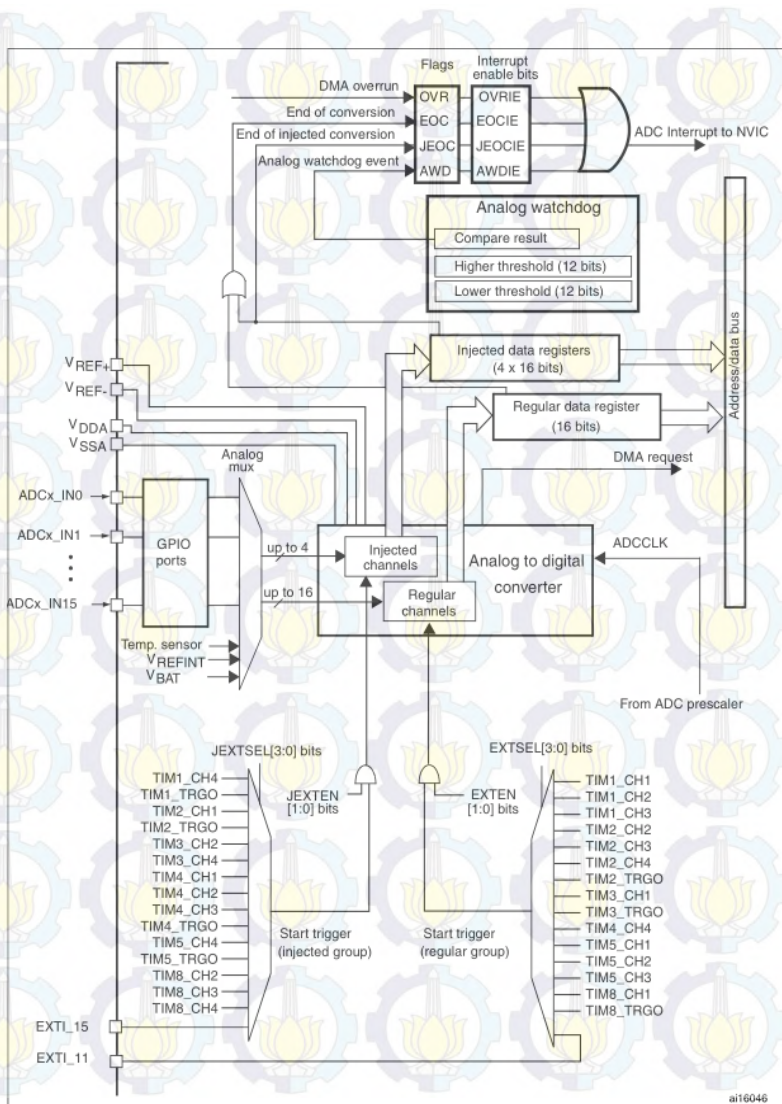 Flags
Interrupt
enable bits
DMA overrun
OVR
OVRIE
End of conversion
EOC
EOCIE
End of injected conversion
JEOC
JEOCIE
ADC Interrupt to NVIC
Analog watchdog event
AWD
AWDIE
Analog watchdog
Compare result
Higher threshold (12 bits)
Lower threshold (12 bits)
Address/data bus
Injected data registers
(4 x 16 bits)
Regular data register
(16 bits)
VREF+
VREF-
VDDA
VSSA
Analog
mux
DMA request
ADCx_IN0
ADCx_IN1
ADCx_IN15
GPIO
ports
up to 4
up to 16
Injected
channels
Regular
channels
Analog to digital
converter
ADCCLK
Temp. sensor
VREFINT
VBAT
From ADC prescaler
JEXTSEL[3:0] bits
EXTSEL[3:0] bits
JEXTEN
[1:0] bits
EXTEN
[1:0] bits
TIM1_CH4
TIM1_TRGO
TIM2_CH1
TIM2_TRGO
TIM3_CH2
TIM3_CH4
TIM4_CH1
TIM4_CH2
TIM4_CH3
TIM4_TRGO
TIM5_CH4
TIM5_TRGO
TIM8_CH2
TIM8_CH3
TIM8_CH4
Start trigger
(injected group)
Start trigger
(regular group)
TIM1_CH1
TIM1_CH2
TIM1_CH3
TIM2_CH2
TIM2_CH3
TIM2_CH4
TIM2_TRGO
TIM3_CH1
TIM3_TRGO
TIM4_CH4
TIM5_CH1
TIM5_CH2
TIM5_CH3
TIM8_CH1
TIM8_TRGO
EXTI_15
EXTI_11
ai16046